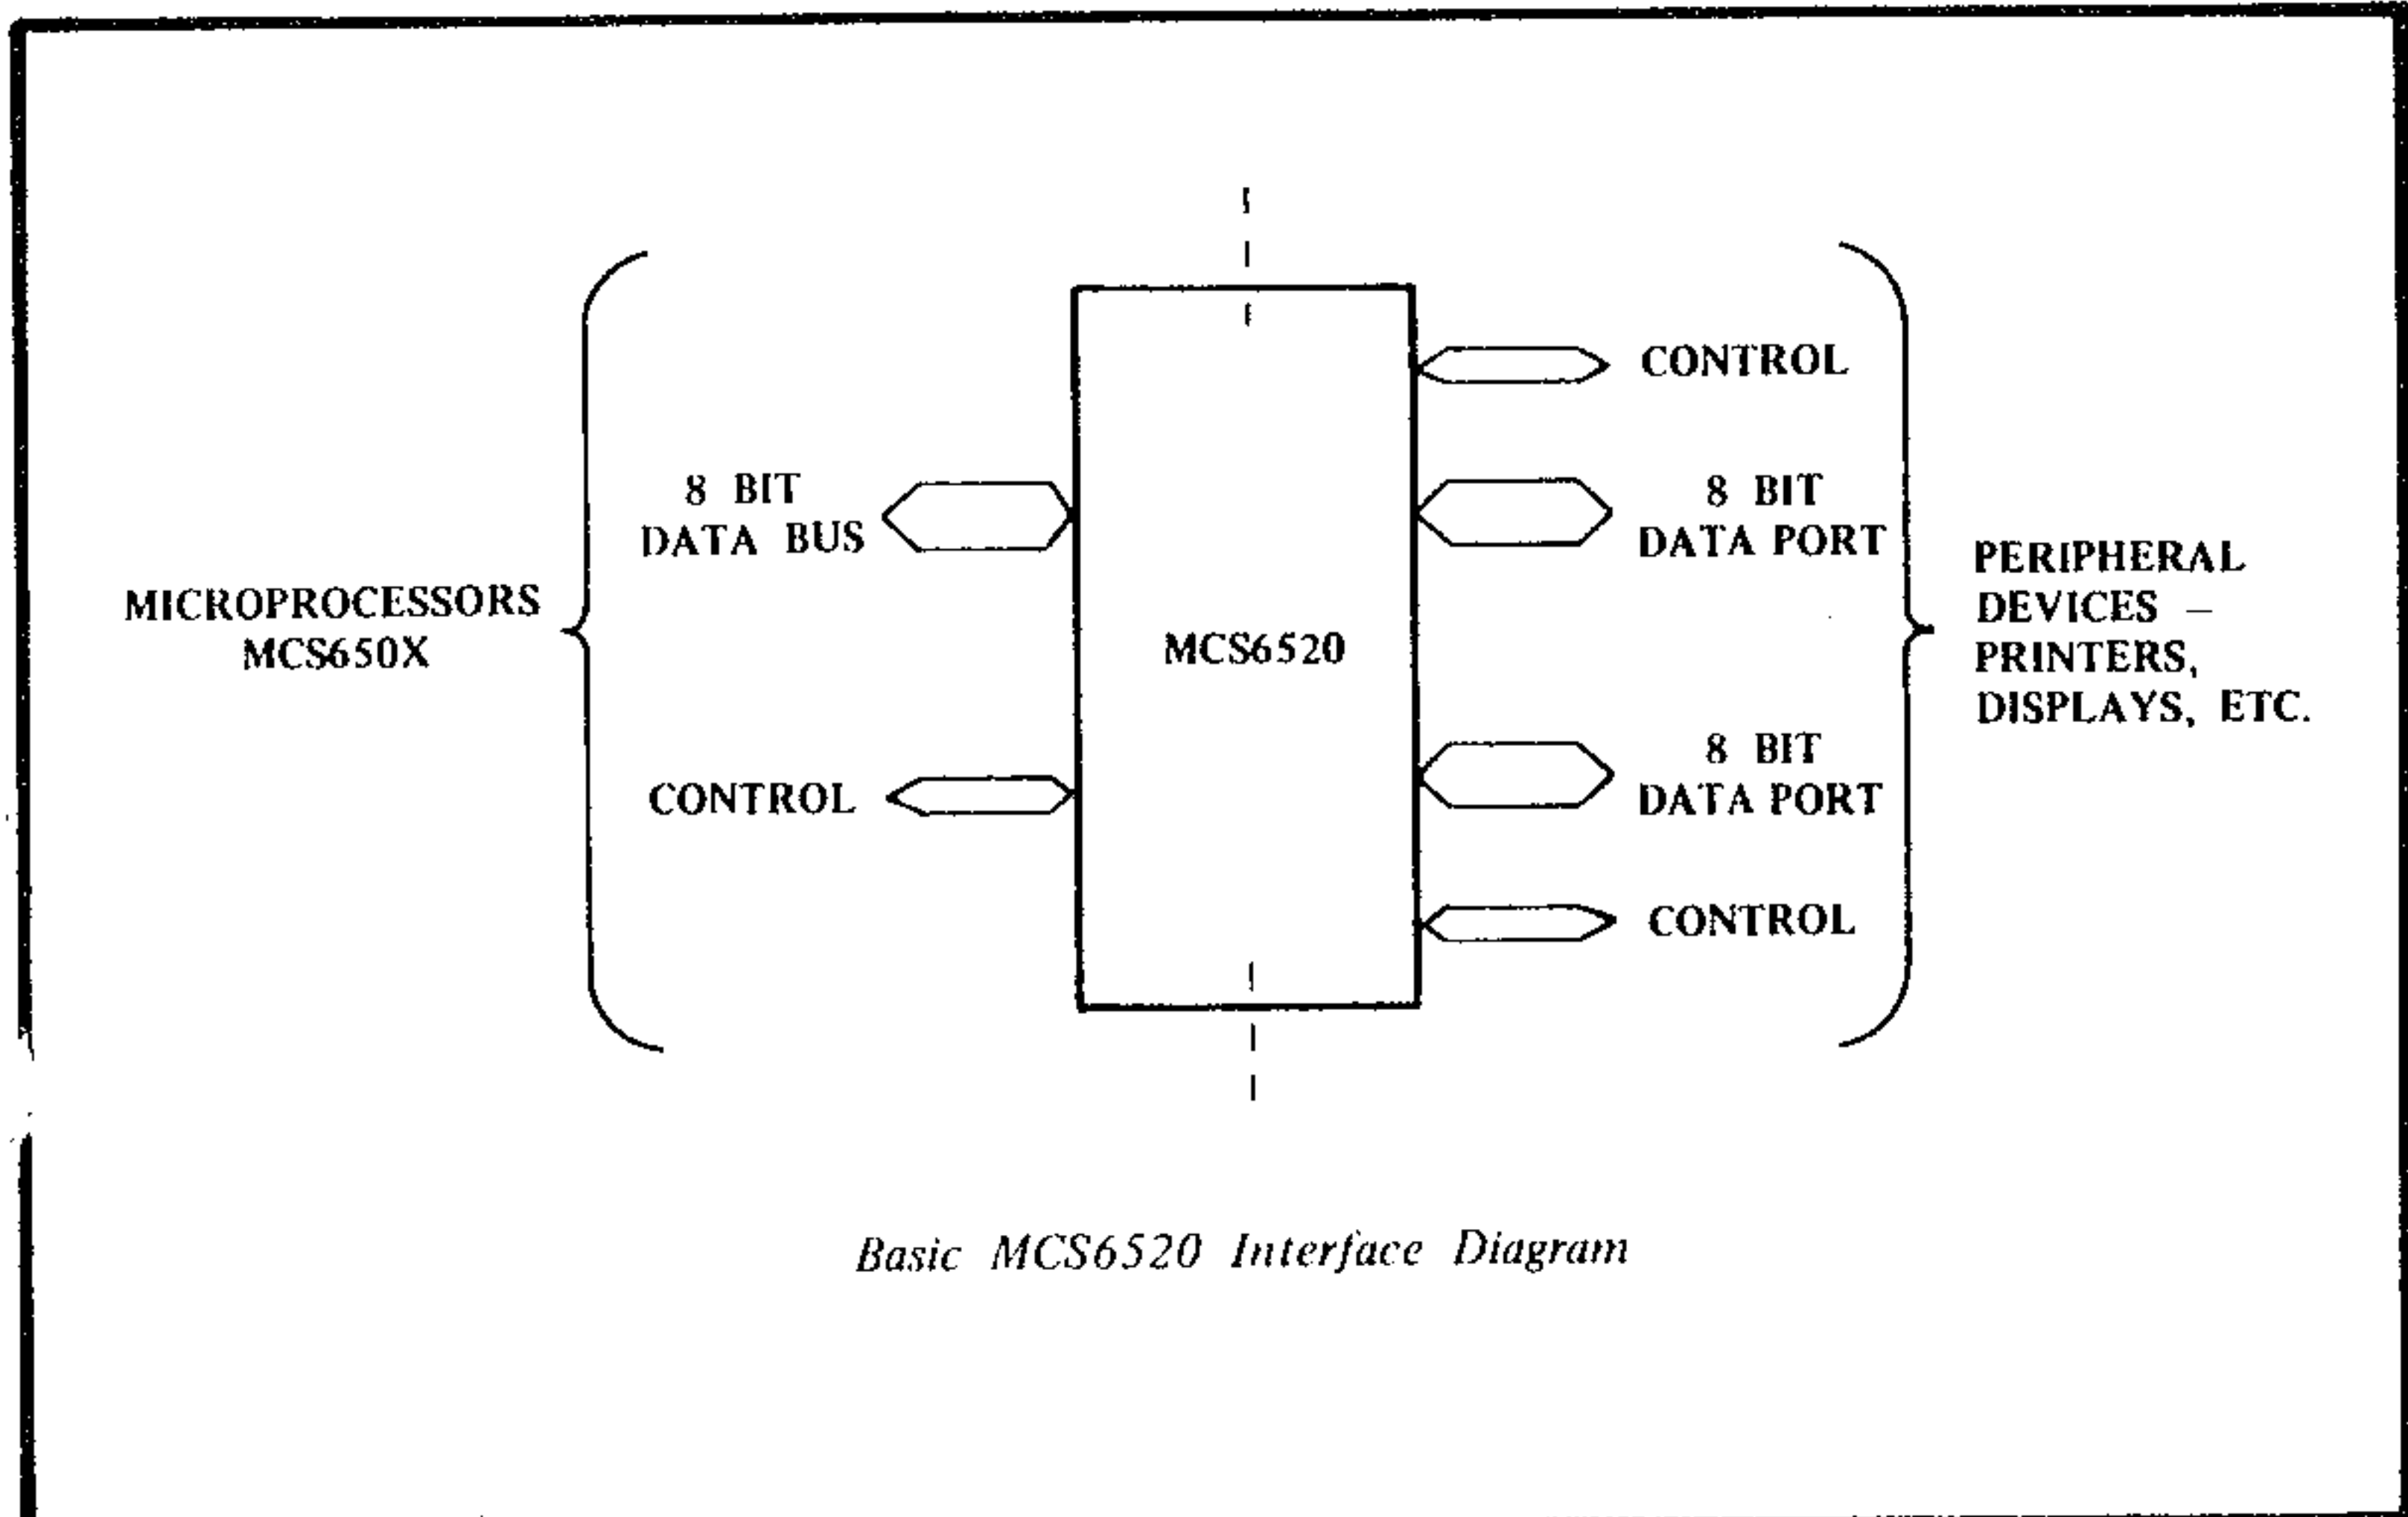 MICROPROCESSORS
MCS650X
8 BIT
DATA BUS
CONTROL
MCS6520
CONTROL
8 BIT
DATA PORT
8 BIT
DATA PORT
CONTROL
PERIPHERAL
DEVICES –
PRINTERS,
DISPLAYS, ETC.
Basic MCS6520 Interface Diagram